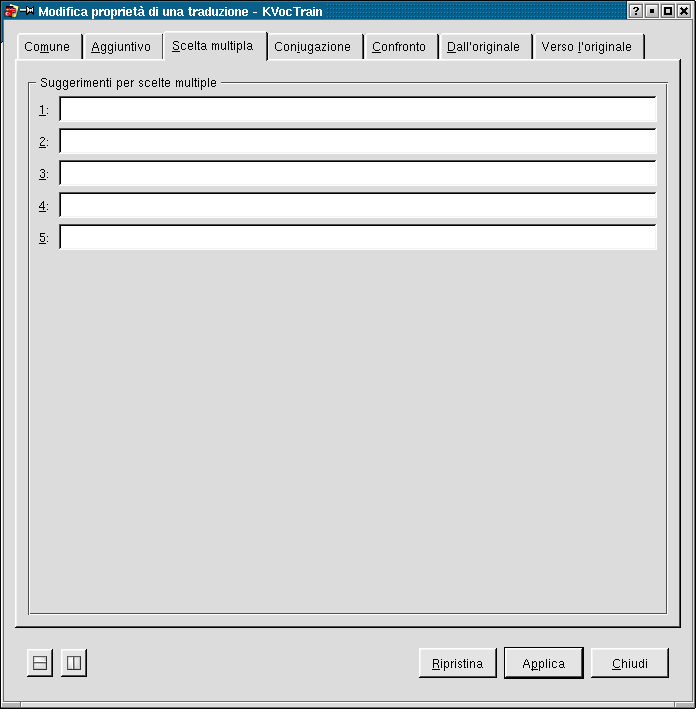 Modifica proprietà di una traduzione - KVocTrain
Comune Aggiuntivo Scelta multipla Coniugazione Confronto Dall'originale Verso l'originale
Suggerimenti per scelte multiple
1:
2:
3:
4:
5:
Ripristina Applica Chiudi